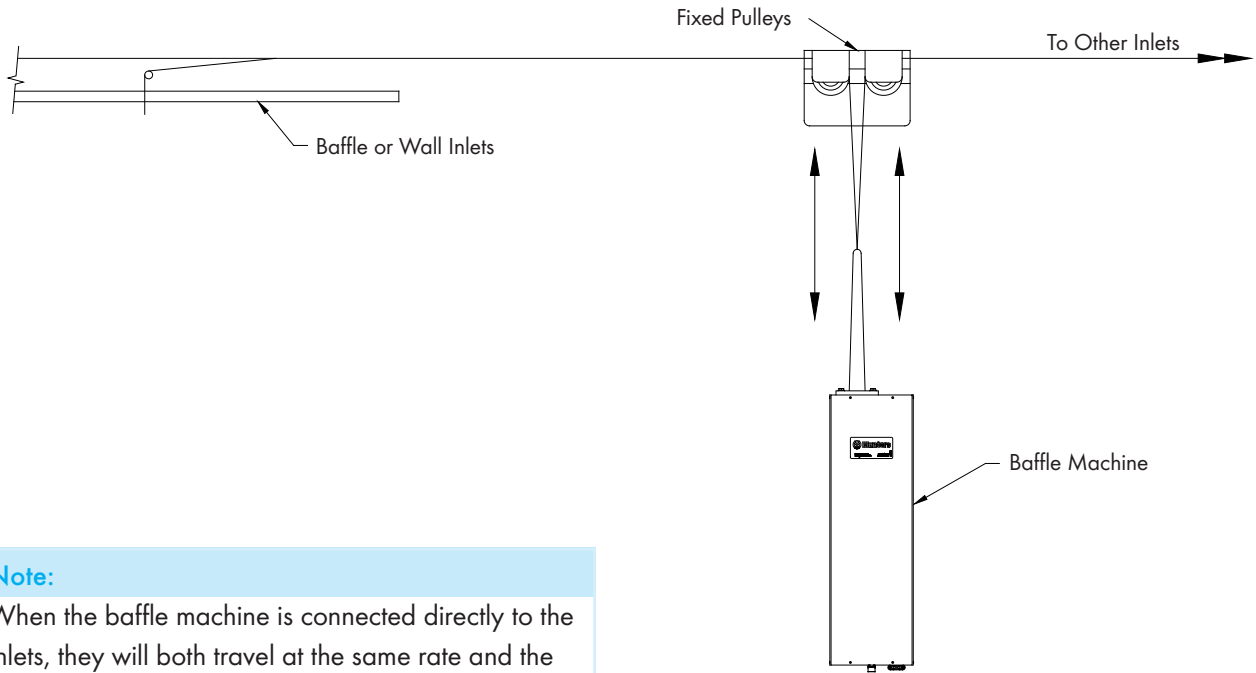 Fixed Pulleys
To Other Inlets
Baffle or Wall Inlets
Munters
Baffle Machine
Note:
When the baffle machine is connected directly to the
inlets, they will both travel at the same rate and the